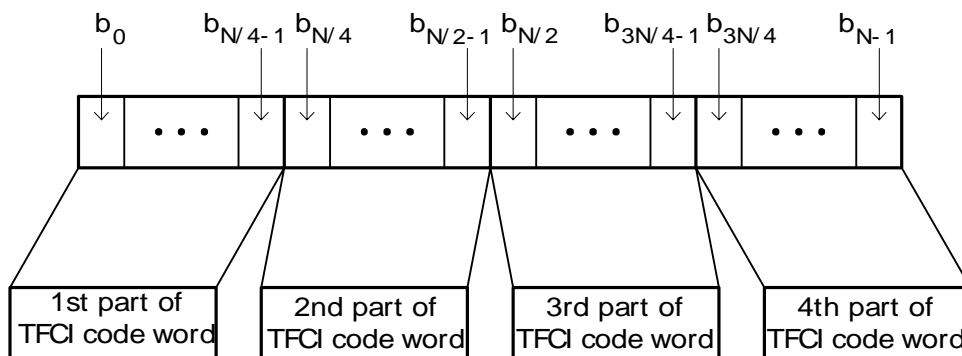 b0 bN/4-1 bN/4 bN/2-1 bN/2 b3N/4-1 b3N/4 bN-1
1st part of
TFCI code word
2nd part of
TFCI code word
3rd part of
TFCI code word
4th part of
TFCI code word